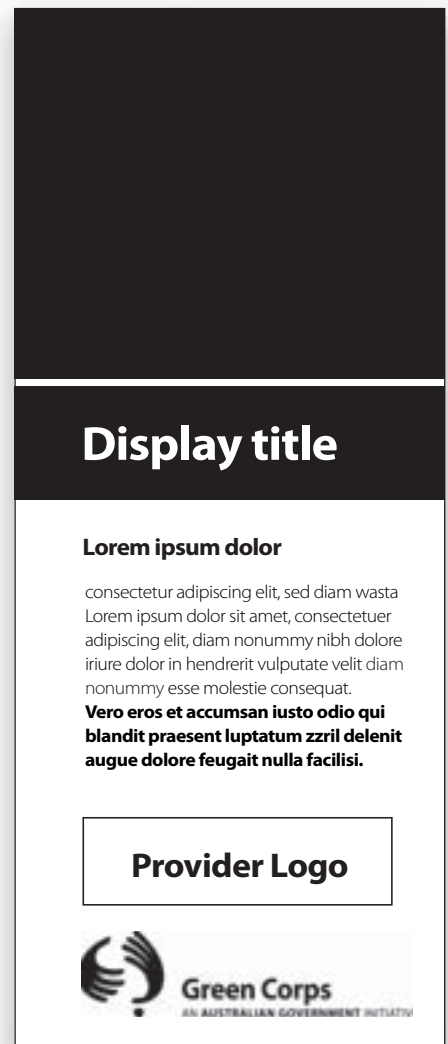 Display title
Lorem ipsum dolor
consectetur adipiscing elit, sed diam wasta
Lorem ipsum dolor sit amet, consectetuer
adipiscing elit, diam nonummy nibh dolore
iriure dolor in hendrerit vulputate velit diam
nonummy esse molestie consequat.
Vero eros et accumsan iusto odio qui
blandit praesent luptatum zzril delenit
augue dolore feugait nulla facilisi.
Provider Logo
Green Corps
AN AUSTRALIAN GOVERNMENT INITIATIV